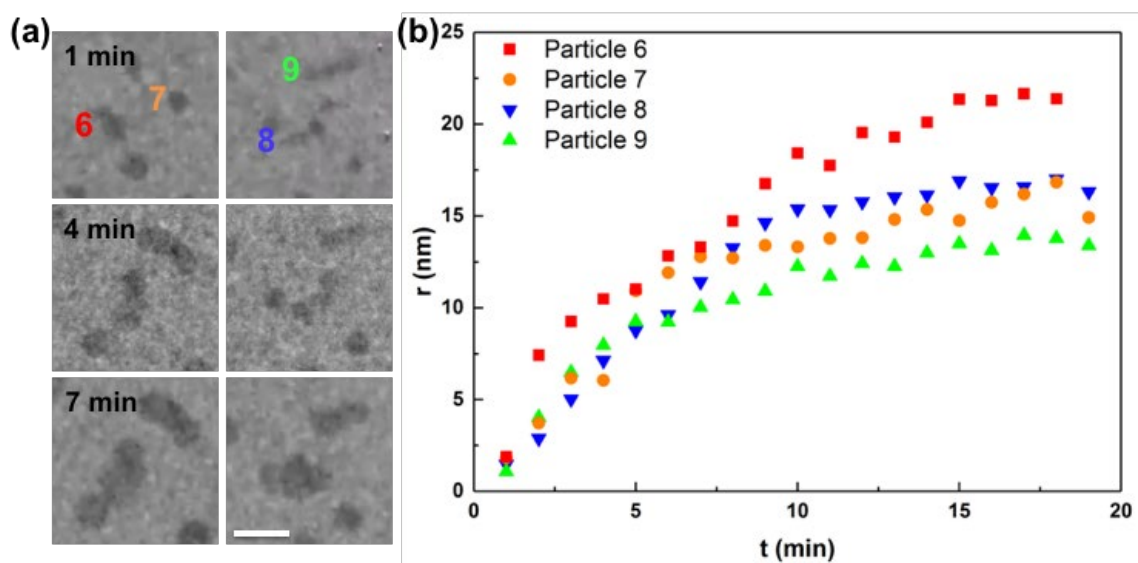 (a)
1 min
6
7
9
8
4 min
7 min
(b)
25
20
15
10
5
0
r (nm)
Particle 6
Particle 7
Particle 8
Particle 9
0 5 10 15 20
t (min)